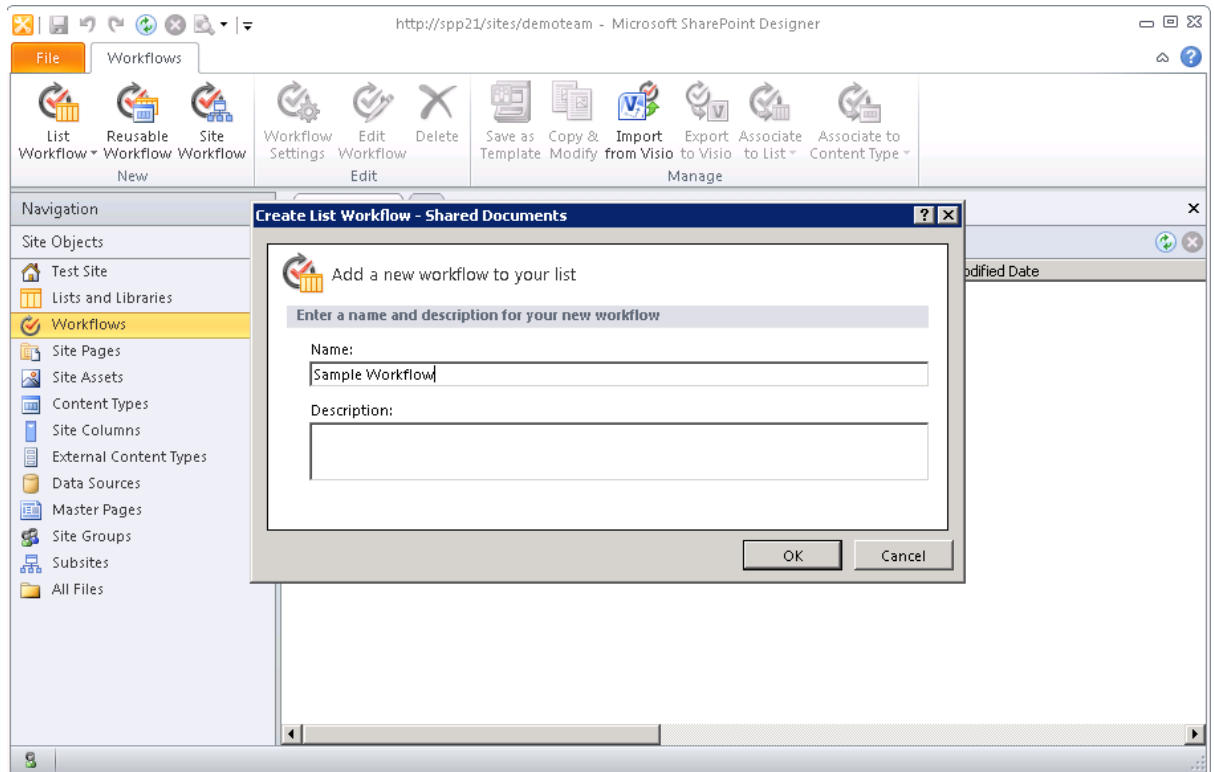 http://spp21/sites/demoteam - Microsoft SharePoint Designer
File Workflows
List Workflow
Reusable Workflow
Site Workflow
New
Workflow Settings
Edit Workflow
Delete
Edit
Save as Template
Copy & Modify
Import from Visio
Export to Visio
Associate to List
Associate to Content Type
Manage
Navigation
Site Objects
Test Site
Lists and Libraries
Workflows
Site Pages
Site Assets
Content Types
Site Columns
External Content Types
Data Sources
Master Pages
Site Groups
Subsites
All Files
Create List Workflow - Shared Documents
Add a new workflow to your list
Enter a name and description for your new workflow
Name:
Sample Workflow
Description:
OK Cancel
Date